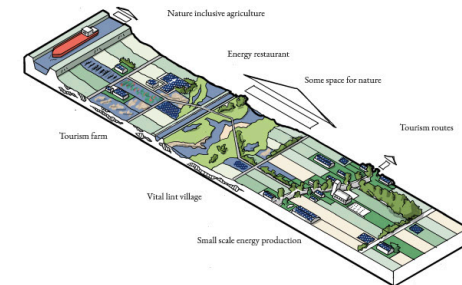 Nature inclusive agriculture
Energy restaurant
Some space for nature
Tourism routes
Tourism farm
Vital lint village
Small scale energy production